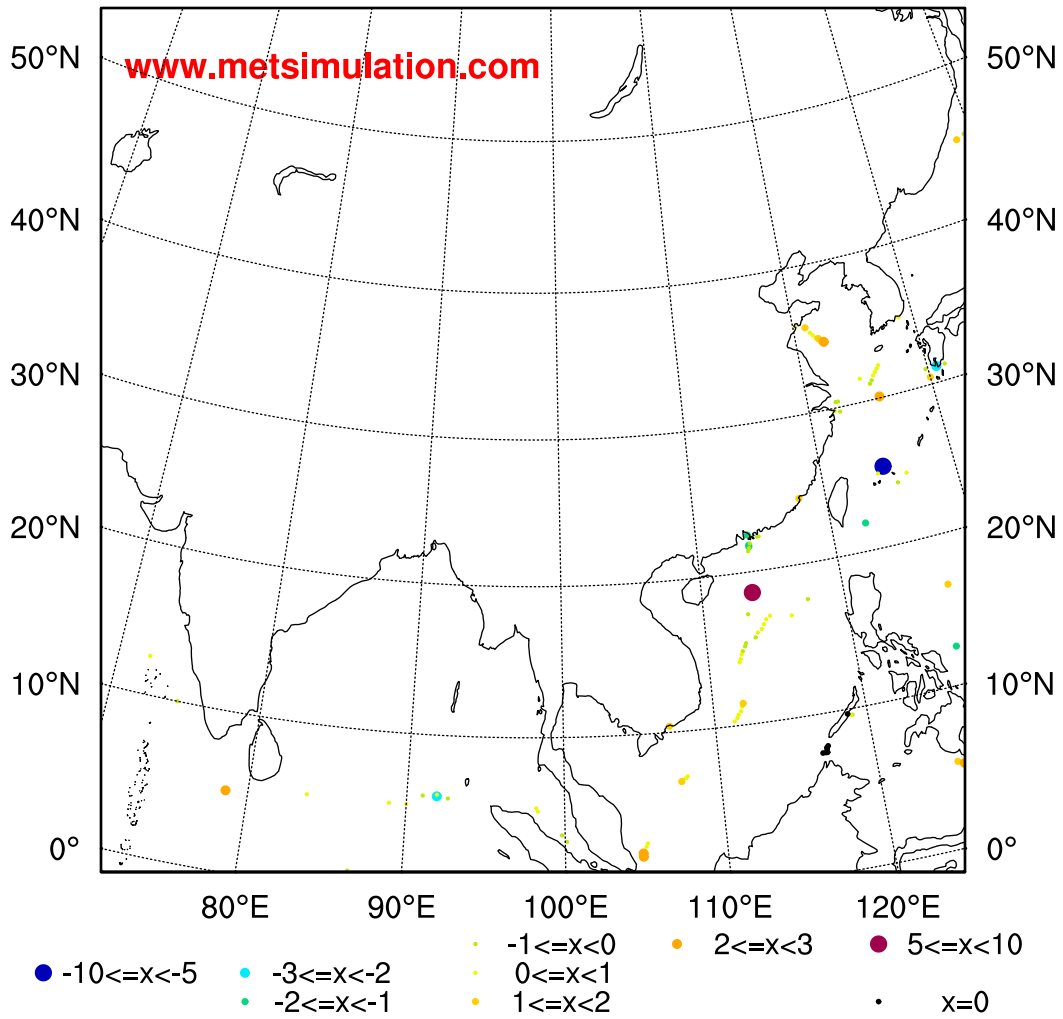 www.metsimulation.com
50°N 50°N
40°N 40°N
30°N 30°N
20°N 20°N
10°N 10°N
0° 0°
80°E 90°E 100°E 110°E 120°E
-1<=x<0 2<=x<3 5<=x<10
-10<=x<-5 -3<=x<-2 0<=x<1
-2<=x<-1 1<=x<2 x=0